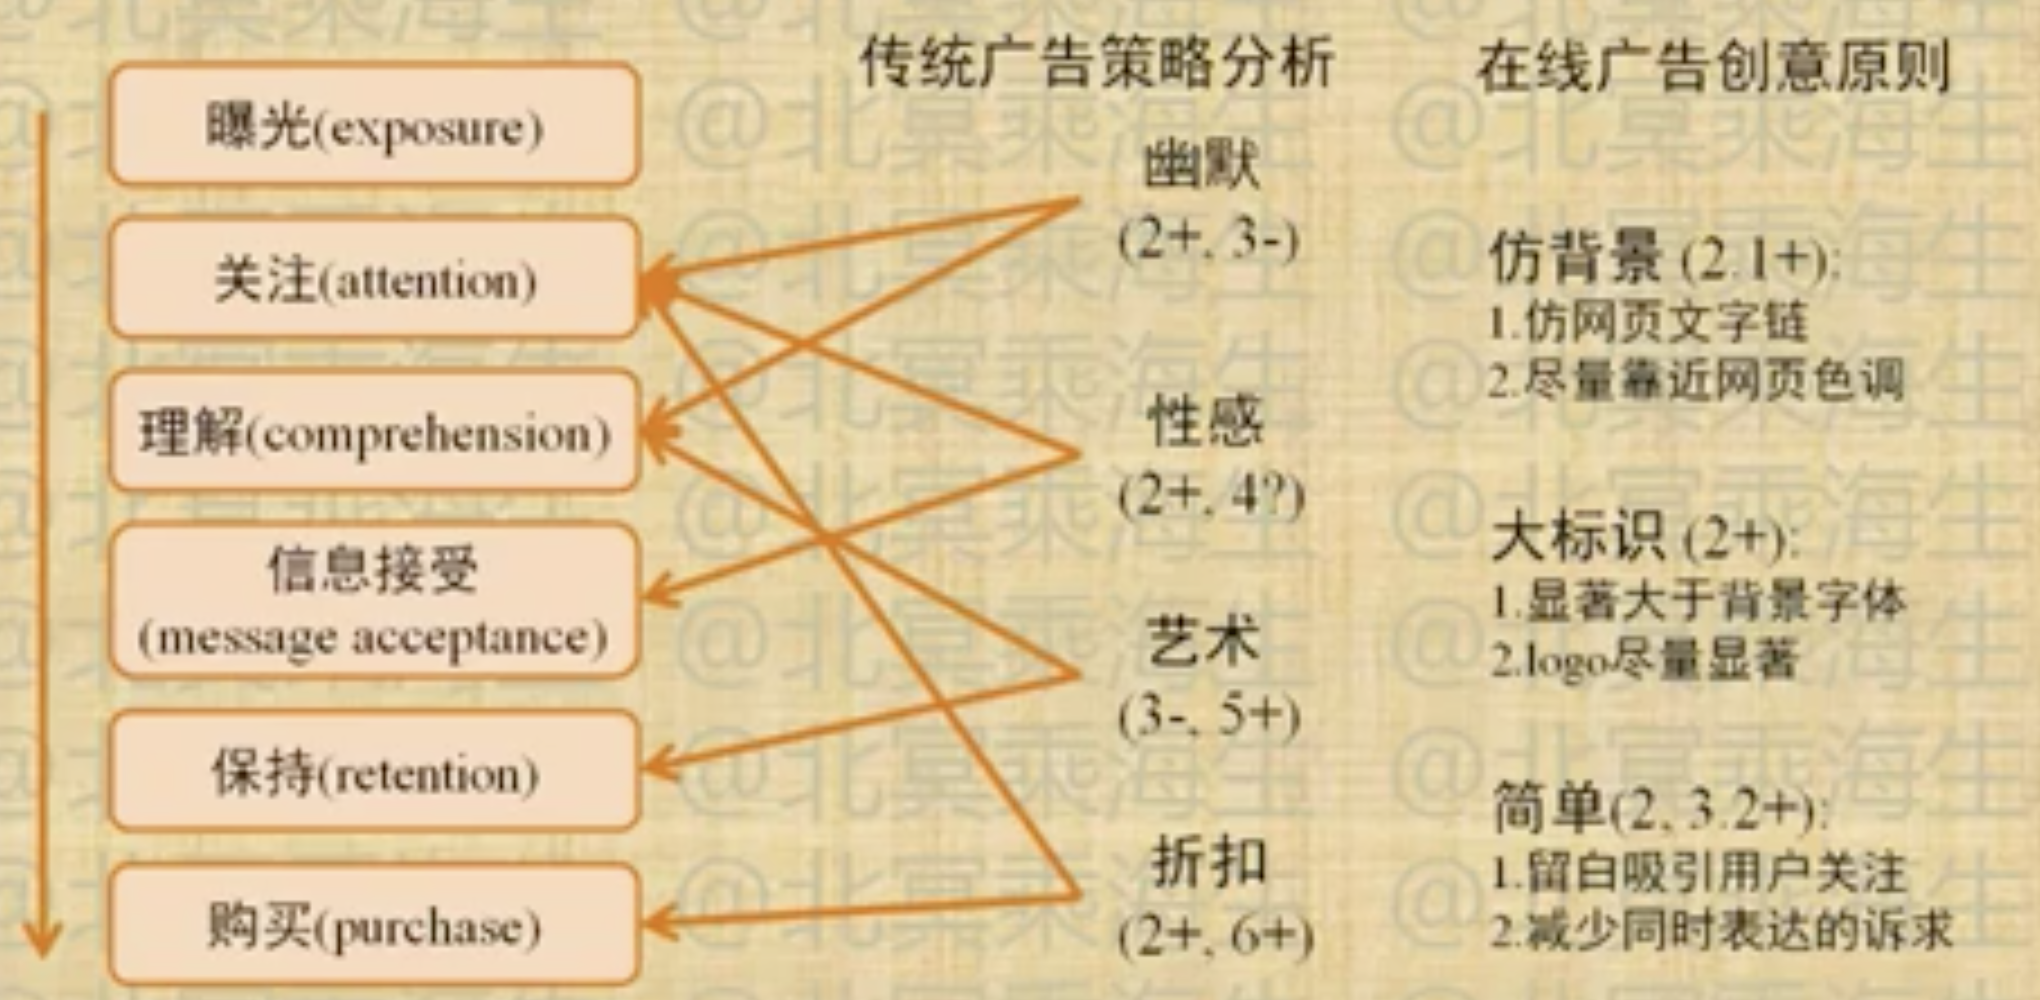 曝光(exposure)
关注(attention)
理解(comprehension)
信息接受
(message acceptance)
保持(retention)
购买(purchase)
传统广告策略分析
幽默
(2+, 3-)
性感
(2+, 4?)
艺术
(3-, 5+)
折扣
(2+, 6+)
在线广告创意原则
仿背景 (2.1+):
1.仿网页文字链
2.尽量靠近网页色调
大标识 (2+):
1.显著大于背景字体
2.logo尽量显著
简单(2, 3.2+):
1.留白吸引用户关注
2.减少同时表达的诉求
@北冥乘海生